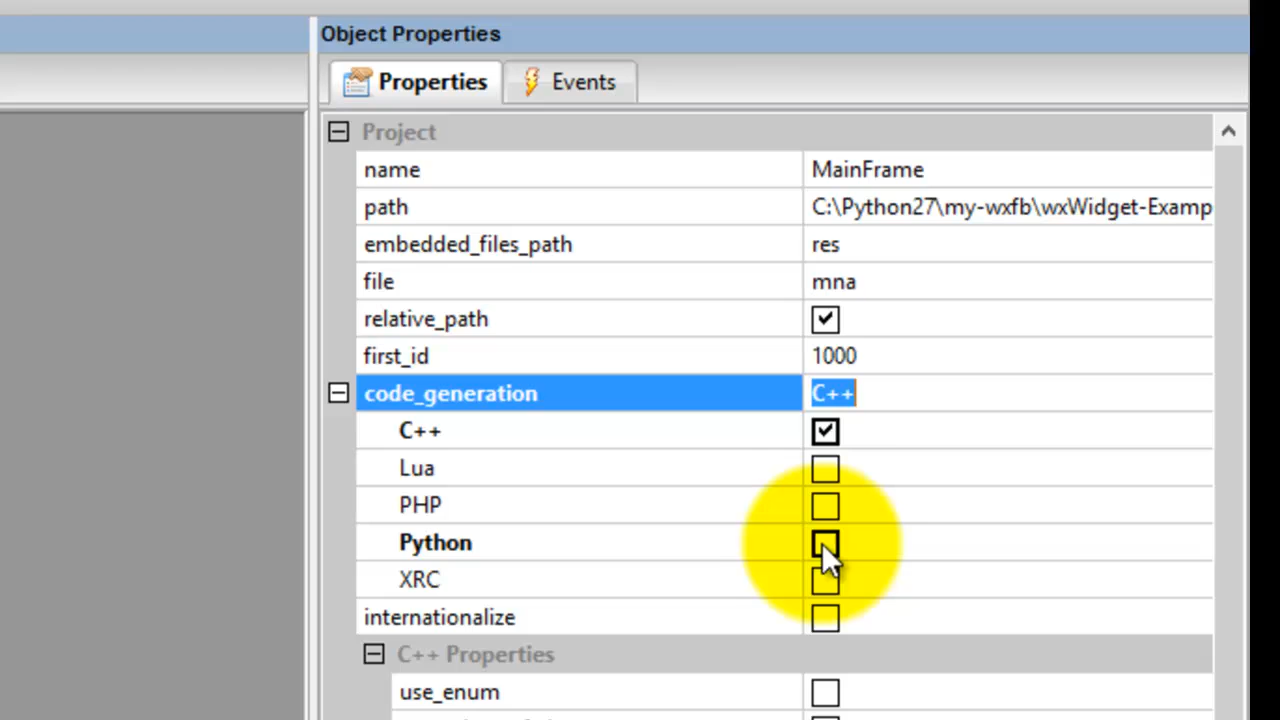 Object Properties
Properties Events
Project
name MainFrame
path C:\Python27\my-wxfb\wxWidget-Examp
embedded_files_path res
file mna
relative_path
first_id 1000
code_generation C++
C++
Lua
PHP
Python
XRC
internationalize
C++ Properties
use_enum